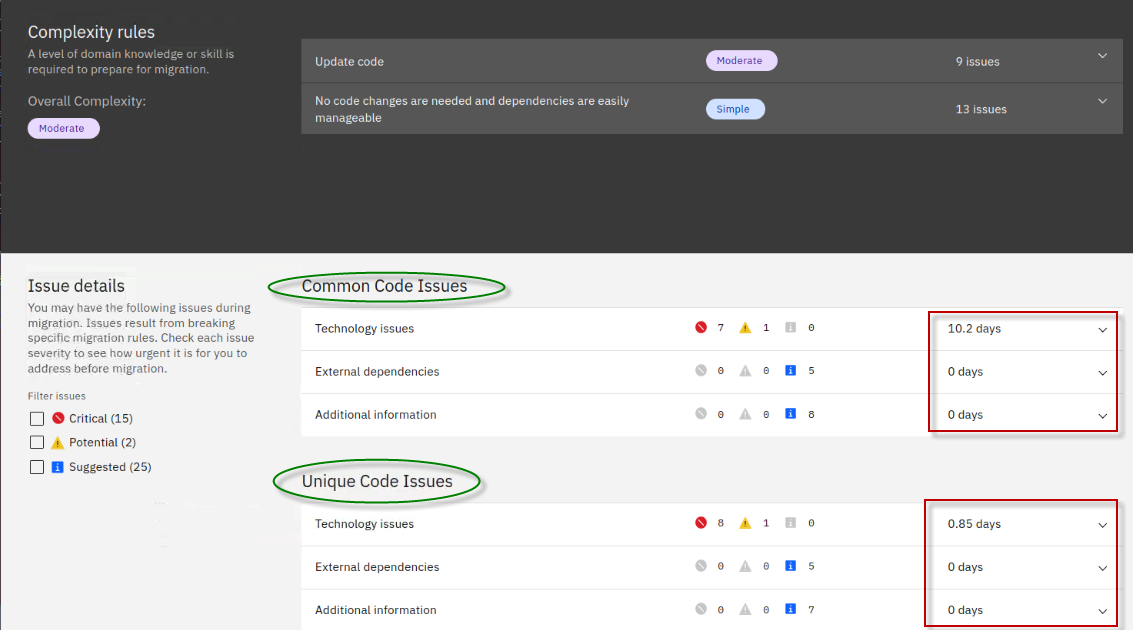 Complexity rules
A level of domain knowledge or skill is
required to prepare for migration.
Overall Complexity:
Moderate
Update code Moderate 9 issues
No code changes are needed and dependencies are easily
manageable Simple 13 issues
Issue details
You may have the following issues during
migration. Issues result from breaking
specific migration rules. Check each issue
severity to see how urgent it is for you to
address before migration.
Filter issues
Critical (15)
Potential (2)
Suggested (25)
Common Code Issues
Technology issues 7 1 0 10.2 days
External dependencies 0 0 5 0 days
Additional information 0 0 8 0 days
Unique Code Issues
Technology issues 8 1 0 0.85 days
External dependencies 0 0 5 0 days
Additional information 0 0 7 0 days